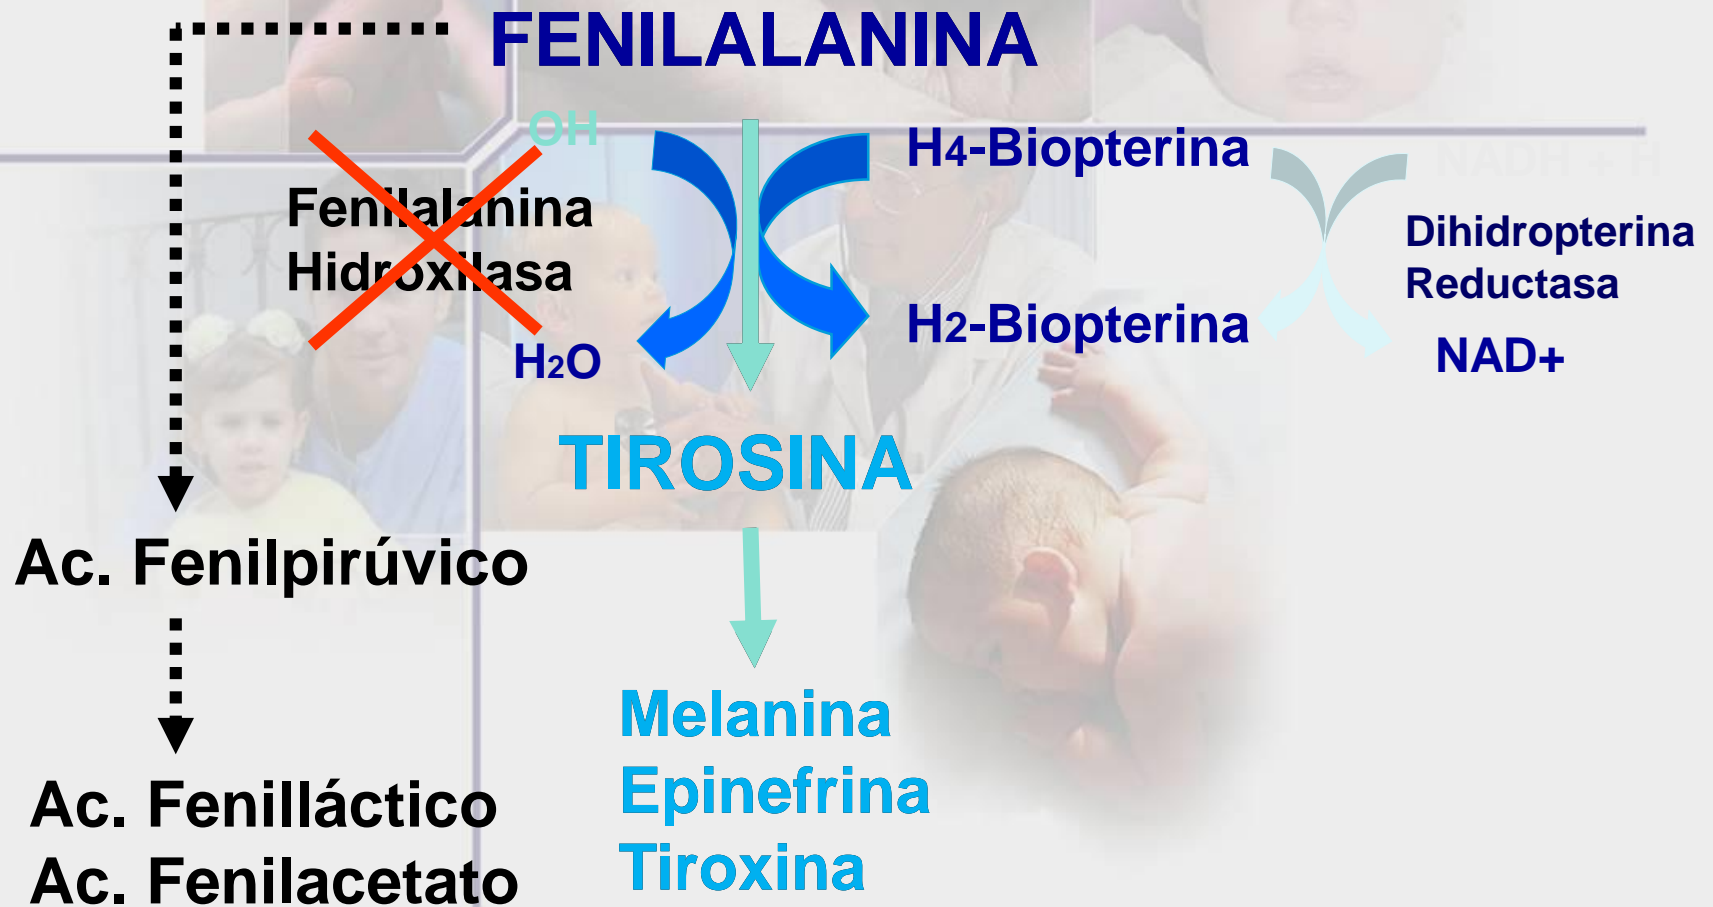 FENILALANINA
OH
H4-Biopterina
NADH + H
Fenilalanina
Hidroxilasa
Dihidropterina
Reductasa
H2-Biopterina
H2O
NAD+
TIROSINA
Ac. Fenilpirúvico
Melanina
Epinefrina
Tiroxina
Ac. Fenilláctico
Ac. Fenilacetato